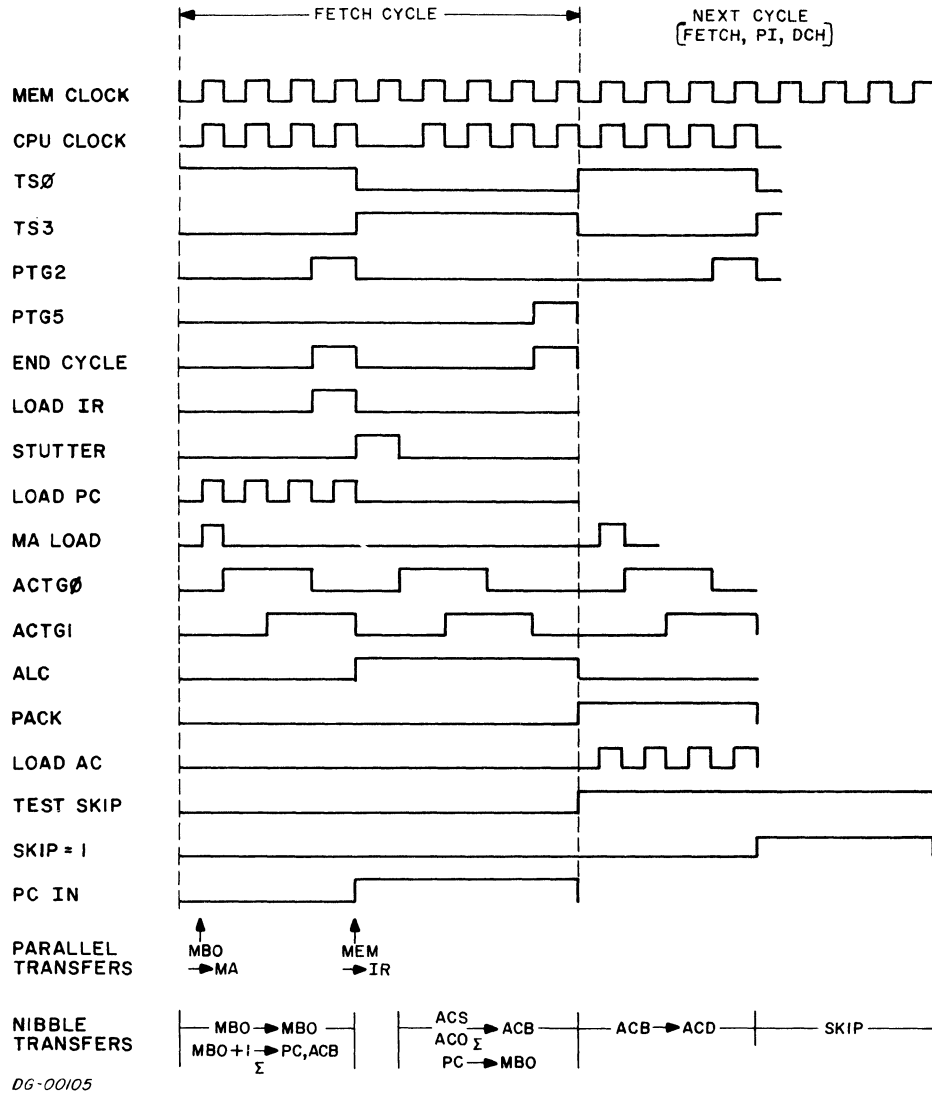 FETCH CYCLE
NEXT CYCLE
[FETCH, PI, DCH]
MEM CLOCK
CPU CLOCK
TSØ
TS3
PTG2
PTG5
END CYCLE
LOAD IR
STUTTER
LOAD PC
MA LOAD
ACTGØ
ACTG1
ALC
PACK
LOAD AC
TEST SKIP
SKIP = 1
PC IN
PARALLEL
TRANSFERS
MBO
→MA
MEM
→IR
NIBBLE
TRANSFERS
MBO→MBO
MBO+1→PC,ACB
Σ
ACS
ACO Σ →ACB
PC→MBO
ACB→ACD
SKIP
DG-00105